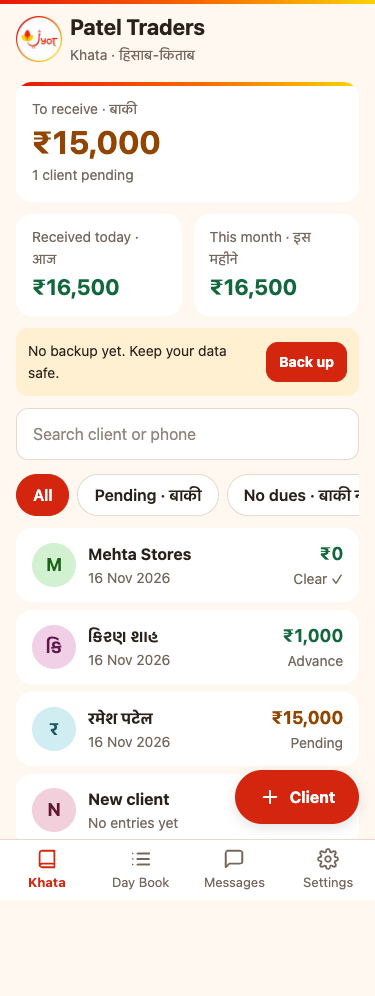 Jyot
Patel Traders
Khata · हिसाब-किताब
To receive · बाकी
₹15,000
1 client pending
Received today ·
आज
₹16,500
This month · इस
महीने
₹16,500
No backup yet. Keep your data
safe.
Back up
Search client or phone
All
Pending · बाकी
No dues · बाकी
M
Mehta Stores
₹0
16 Nov 2026
Clear ✓
કિ
કિરણ શાહ
₹1,000
16 Nov 2026
Advance
र
रमेश पटेल
₹15,000
16 Nov 2026
Pending
N
New client
No entries yet
+ Client
Khata
Day Book
Messages
Settings